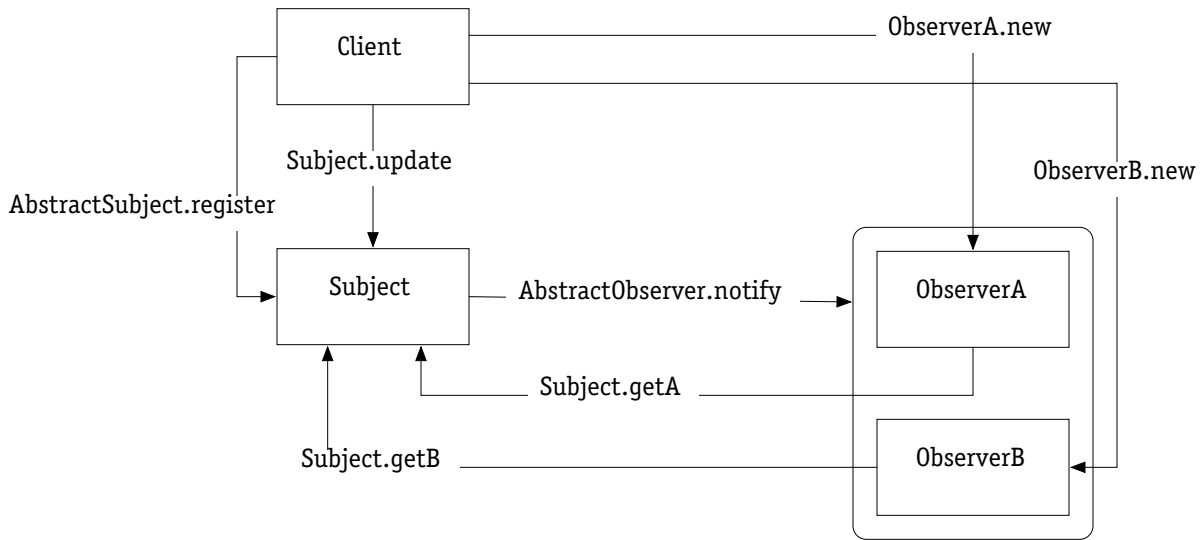 ObserverA.new
Client
Subject.update
ObserverB.new
AbstractSubject.register
Subject
AbstractObserver.notify
ObserverA
Subject.getA
Subject.getB
ObserverB